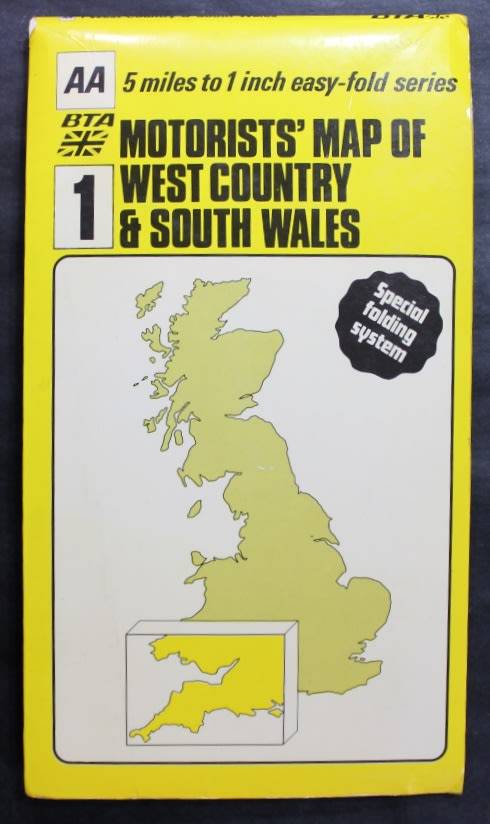 AA
5 miles to 1 inch easy-fold series
BTA
1
MOTORISTS' MAP OF
WEST COUNTRY
& SOUTH WALES
Special
folding
system
BTA